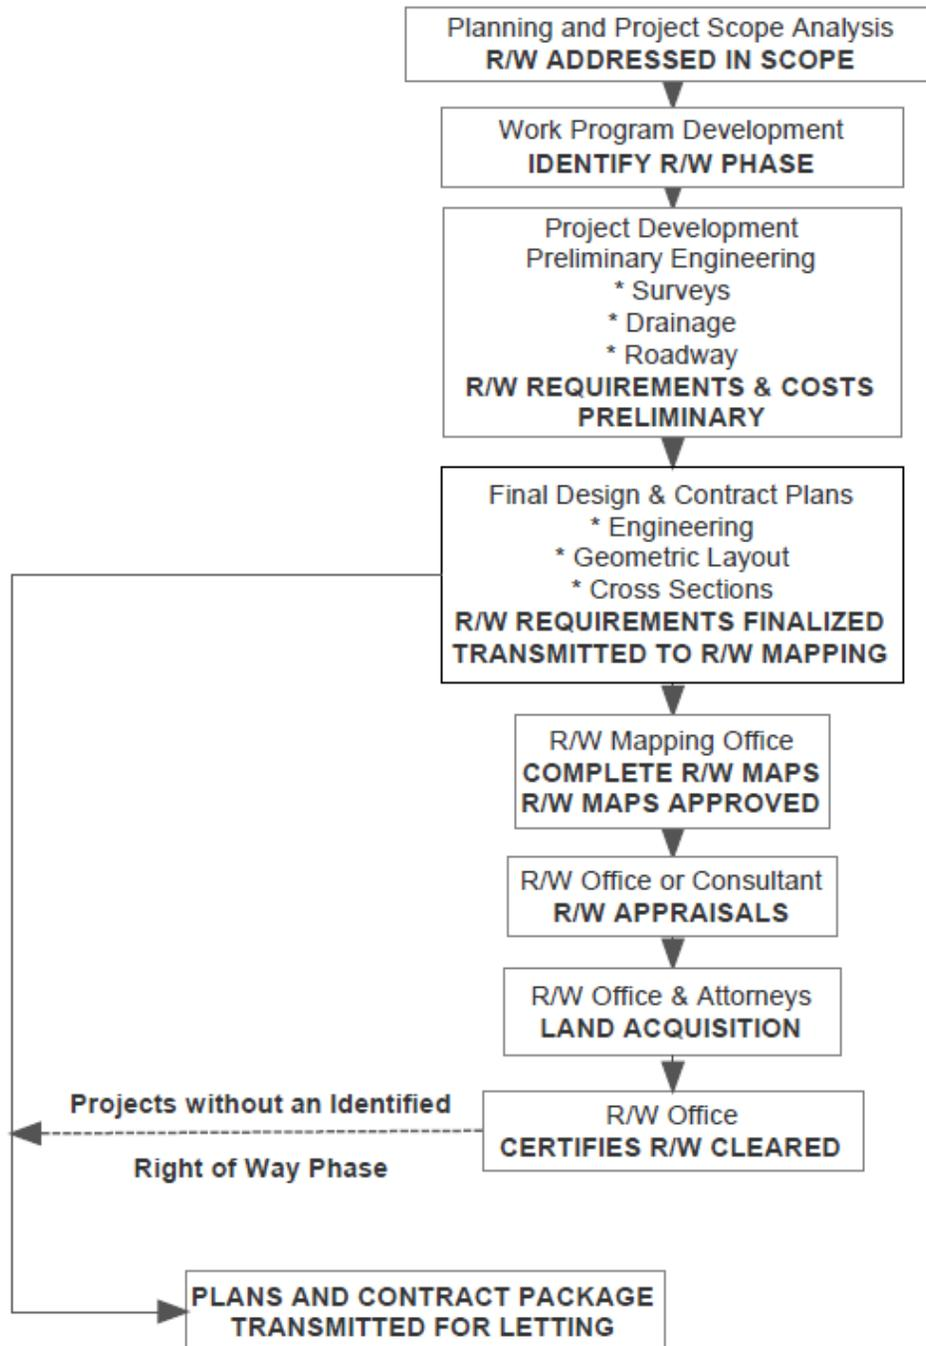 Planning and Project Scope Analysis
R/W ADDRESSED IN SCOPE
Work Program Development
IDENTIFY R/W PHASE
Project Development
Preliminary Engineering
* Surveys
* Drainage
* Roadway
R/W REQUIREMENTS & COSTS
PRELIMINARY
Final Design & Contract Plans
* Engineering
* Geometric Layout
* Cross Sections
R/W REQUIREMENTS FINALIZED
TRANSMITTED TO R/W MAPPING
R/W Mapping Office
COMPLETE R/W MAPS
R/W MAPS APPROVED
R/W Office or Consultant
R/W APPRAISALS
R/W Office & Attorneys
LAND ACQUISITION
R/W Office
CERTIFIES R/W CLEARED
Projects without an Identified
Right of Way Phase
PLANS AND CONTRACT PACKAGE
TRANSMITTED FOR LETTING